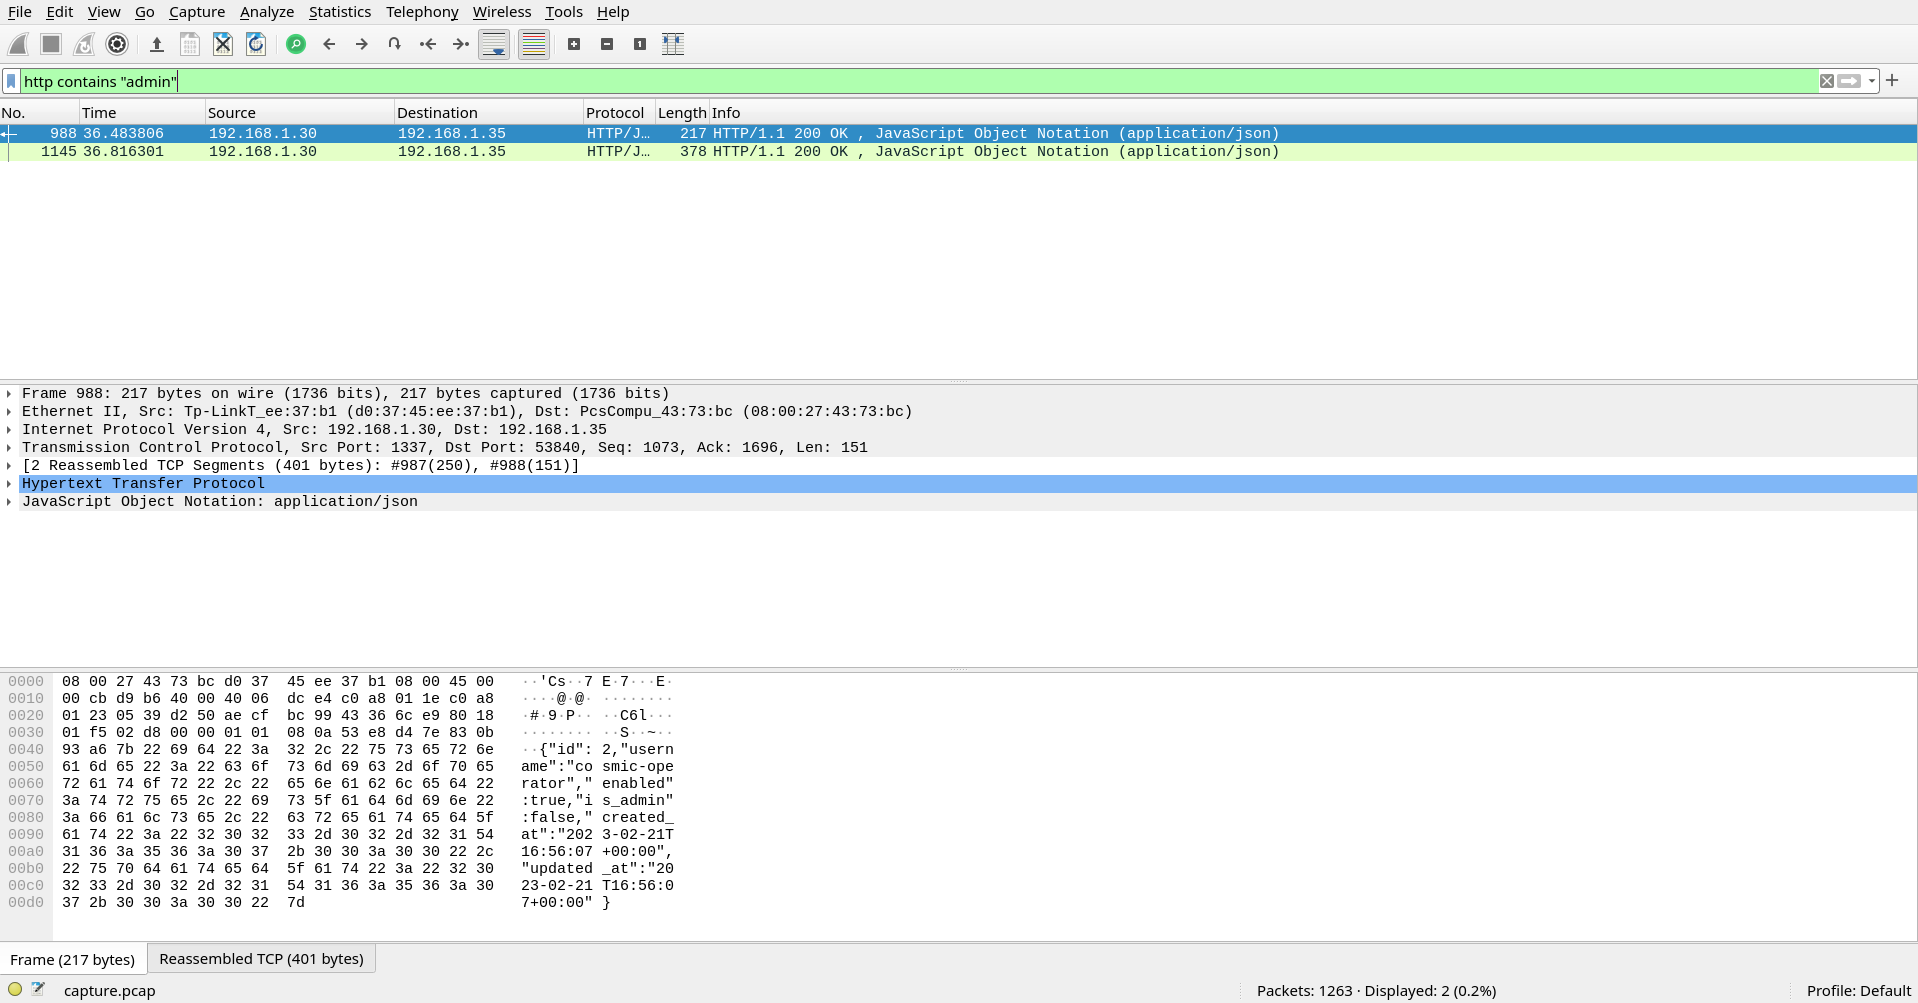 File Edit View Go Capture Analyze Statistics Telephony Wireless Tools Help
http contains "admin"
No. Time Source Destination Protocol Length Info
988 36.483806 192.168.1.30 192.168.1.35 HTTP/J… 217 HTTP/1.1 200 OK , JavaScript Object Notation (application/json)
1145 36.816301 192.168.1.30 192.168.1.35 HTTP/J… 378 HTTP/1.1 200 OK , JavaScript Object Notation (application/json)
Frame 988: 217 bytes on wire (1736 bits), 217 bytes captured (1736 bits)
Ethernet II, Src: Tp-LinkT_ee:37:b1 (d0:37:45:ee:37:b1), Dst: PcsCompu_43:73:bc (08:00:27:43:73:bc)
Internet Protocol Version 4, Src: 192.168.1.30, Dst: 192.168.1.35
Transmission Control Protocol, Src Port: 1337, Dst Port: 53840, Seq: 1073, Ack: 1696, Len: 151
[2 Reassembled TCP Segments (401 bytes): #987(250), #988(151)]
Hypertext Transfer Protocol
JavaScript Object Notation: application/json
0000 08 00 27 43 73 bc d0 37 45 ee 37 b1 08 00 45 00 ··'Cs··7 E·7···E·
0010 00 cb d9 b6 40 00 40 06 dc e4 c0 a8 01 1e c0 a8 ····@·@· ········
0020 01 23 05 39 d2 50 ae cf bc 99 43 36 6c e9 80 18 ·#·9·P·· ··C6l···
0030 01 f5 02 d8 00 00 01 01 08 0a 53 e8 d4 7e 83 0b ········ ··S··~··
0040 93 a6 7b 22 69 64 22 3a 32 2c 22 75 73 65 72 6e ··{"id": 2,"usern
0050 61 6d 65 22 3a 22 63 6f 73 6d 69 63 2d 6f 70 65 ame":"co smic-ope
0060 72 61 74 6f 72 22 2c 22 65 6e 61 62 6c 65 64 22 rator"," enabled"
0070 3a 74 72 75 65 2c 22 69 73 5f 61 64 6d 69 6e 22 :true,"i s_admin"
0080 3a 66 61 6c 73 65 2c 22 63 72 65 61 74 65 64 5f :false," created_
0090 61 74 22 3a 22 32 30 32 33 2d 30 32 2d 32 31 54 at":"202 3-02-21T
00a0 31 36 3a 35 36 3a 30 37 2b 30 30 3a 30 30 22 2c 16:56:07 +00:00",
00b0 22 75 70 64 61 74 65 64 5f 61 74 22 3a 22 32 30 "updated _at":"20
00c0 32 33 2d 30 32 2d 32 31 54 31 36 3a 35 36 3a 30 23-02-21 T16:56:0
00d0 37 2b 30 30 3a 30 30 22 7d 7+00:00" }
Frame (217 bytes) Reassembled TCP (401 bytes)
capture.pcap Packets: 1263 · Displayed: 2 (0.2%) Profile: Default